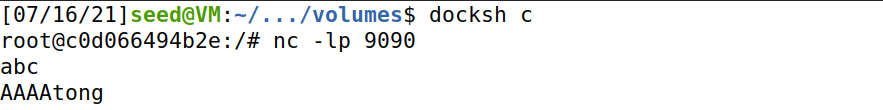 [07/16/21]seed@VM:~/.../volumes$ docksh c
root@c0d066494b2e:/# nc -lp 9090
abc
AAAAtong